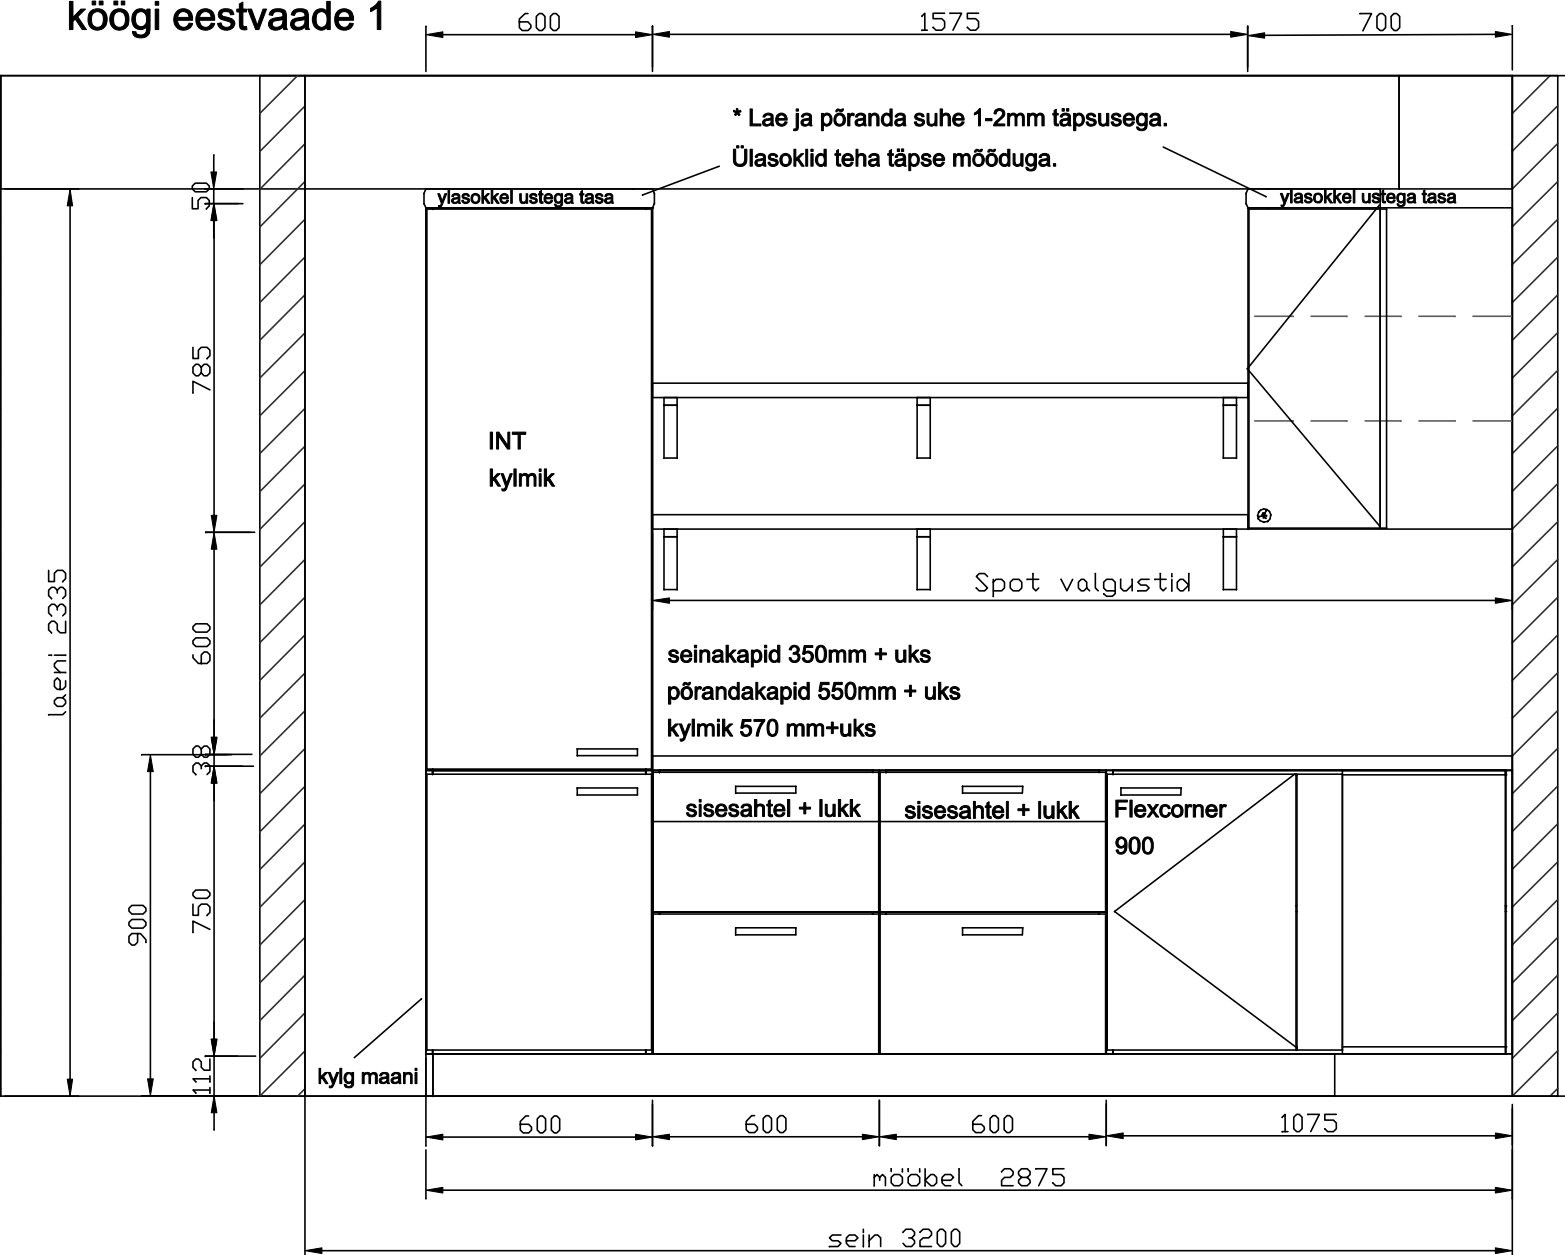 köögi eestvaade 1
600
1575
700
* Lae ja põranda suhe 1-2mm täpsusega.
Ülasoklid teha täpse mõõduga.
ylasokkel ustega tasa
ylasokkel ustega tasa
50
785
INT
kylmik
Spot valgustid
laeni 2335
600
seinakapid 350mm + uks
põrandakapid 550mm + uks
kylmik 570 mm+uks
38
sisesahtel + lukk
sisesahtel + lukk
Flexcorner
900
750
900
112
kylg maani
600
600
600
1075
mööbel 2875
sein 3200